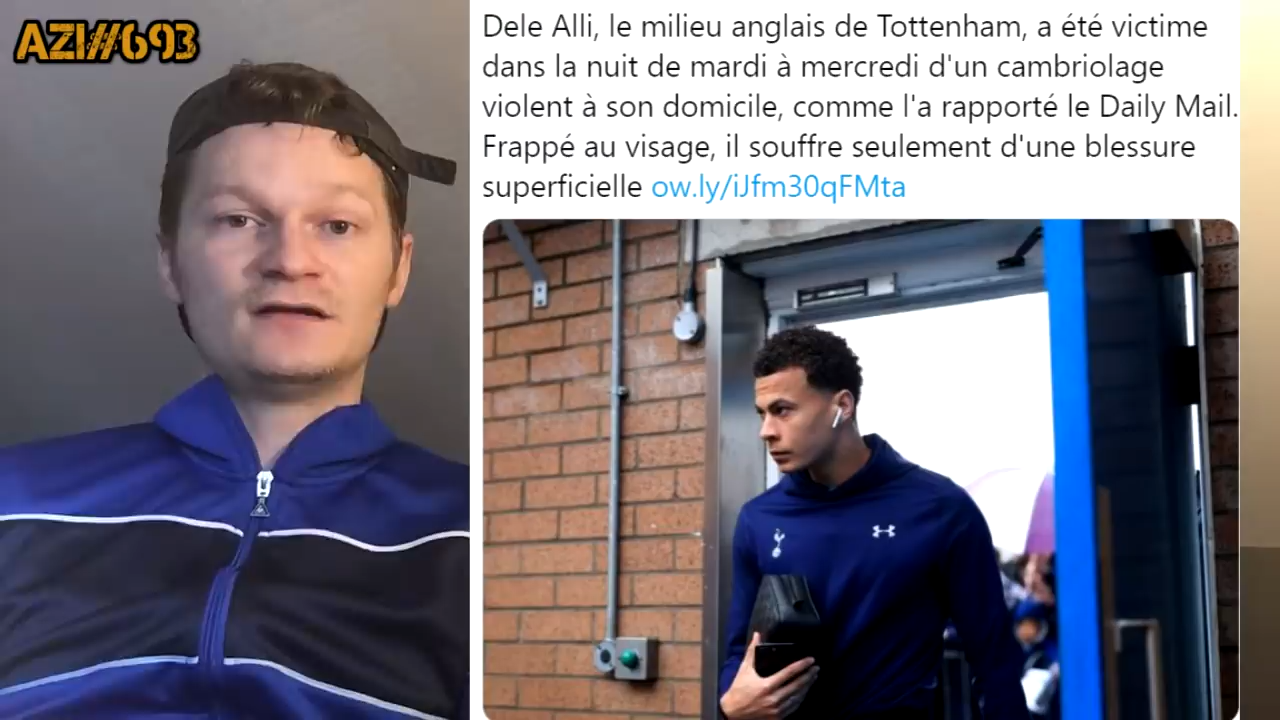 AZI//693
Dele Alli, le milieu anglais de Tottenham, a été victime
dans la nuit de mardi à mercredi d'un cambriolage
violent à son domicile, comme l'a rapporté le Daily Mail.
Frappé au visage, il souffre seulement d'une blessure
superficielle ow.ly/iJfm30qFMta